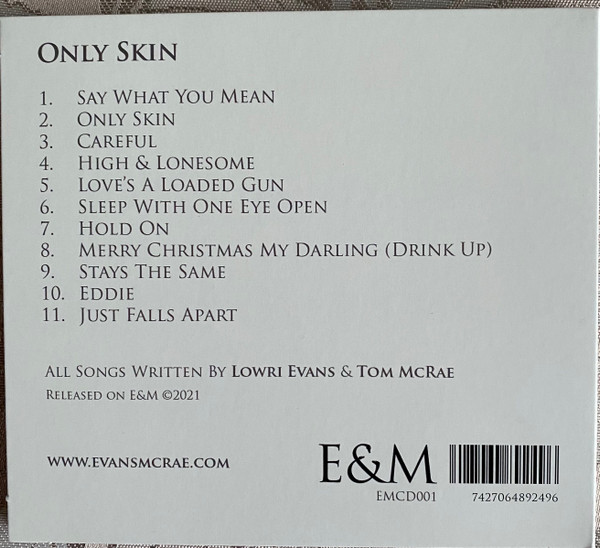 ONLY SKIN
1. SAY WHAT YOU MEAN
2. ONLY SKIN
3. CAREFUL
4. HIGH & LONESOME
5. LOVE'S A LOADED GUN
6. SLEEP WITH ONE EYE OPEN
7. HOLD ON
8. MERRY CHRISTMAS MY DARLING (DRINK UP)
9. STAYS THE SAME
10. EDDIE
11. JUST FALLS APART
ALL SONGS WRITTEN BY LOWRI EVANS & TOM MCRAE
RELEASED ON E&M ©2021
WWW.EVANSMCRAE.COM
E&M
EMCD001
7427064892496